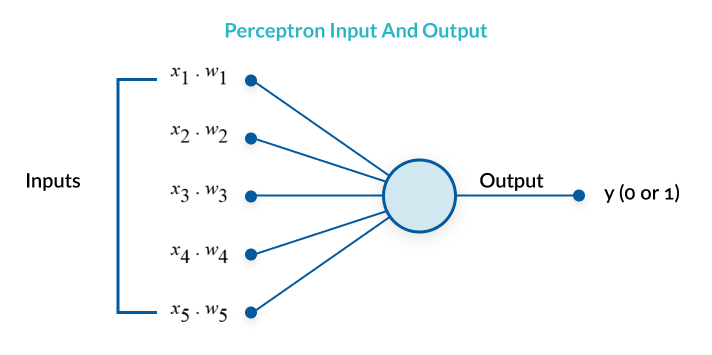 Perceptron Input And Output
x1 · w1
x2 · w2
x3 · w3
x4 · w4
x5 · w5
Inputs
Output
y (0 or 1)